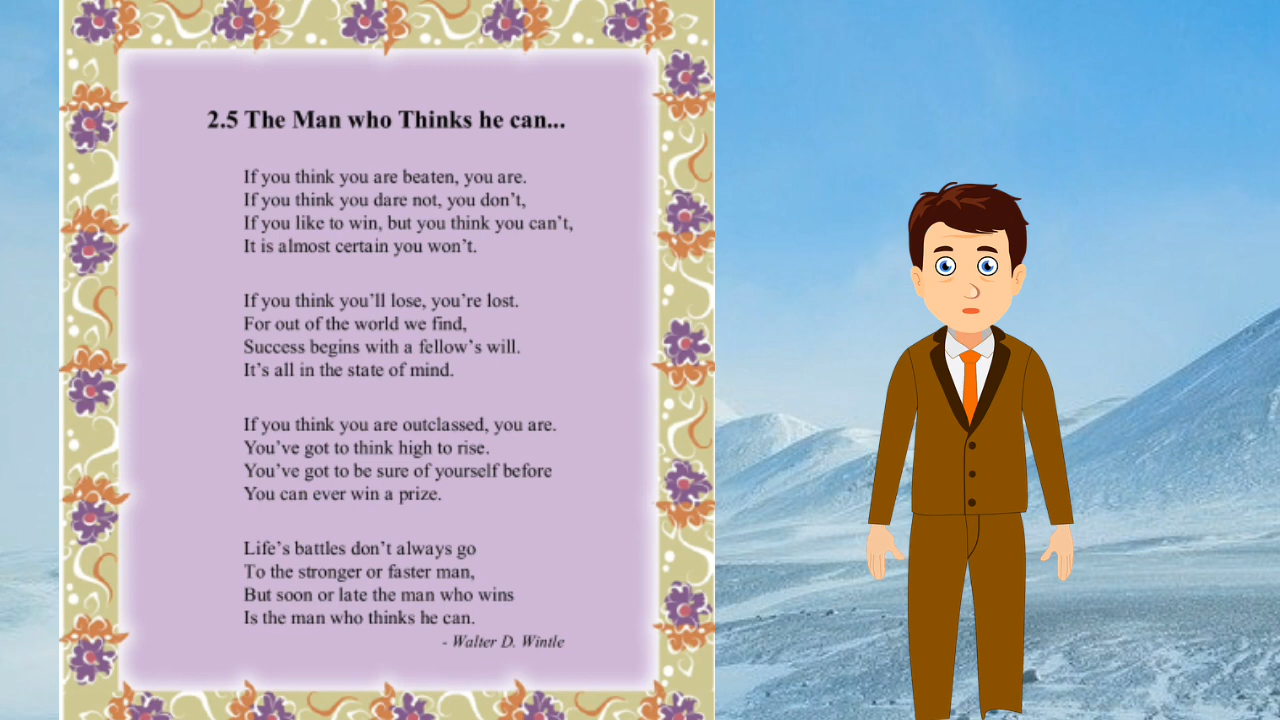 2.5 The Man who Thinks he can...
If you think you are beaten, you are.
If you think you dare not, you don't,
If you like to win, but you think you can't,
It is almost certain you won't.
If you think you'll lose, you're lost.
For out of the world we find,
Success begins with a fellow's will.
It's all in the state of mind.
If you think you are outclassed, you are.
You've got to think high to rise.
You've got to be sure of yourself before
You can ever win a prize.
Life's battles don't always go
To the stronger or faster man,
But soon or late the man who wins
Is the man who thinks he can.
- Walter D. Wintle